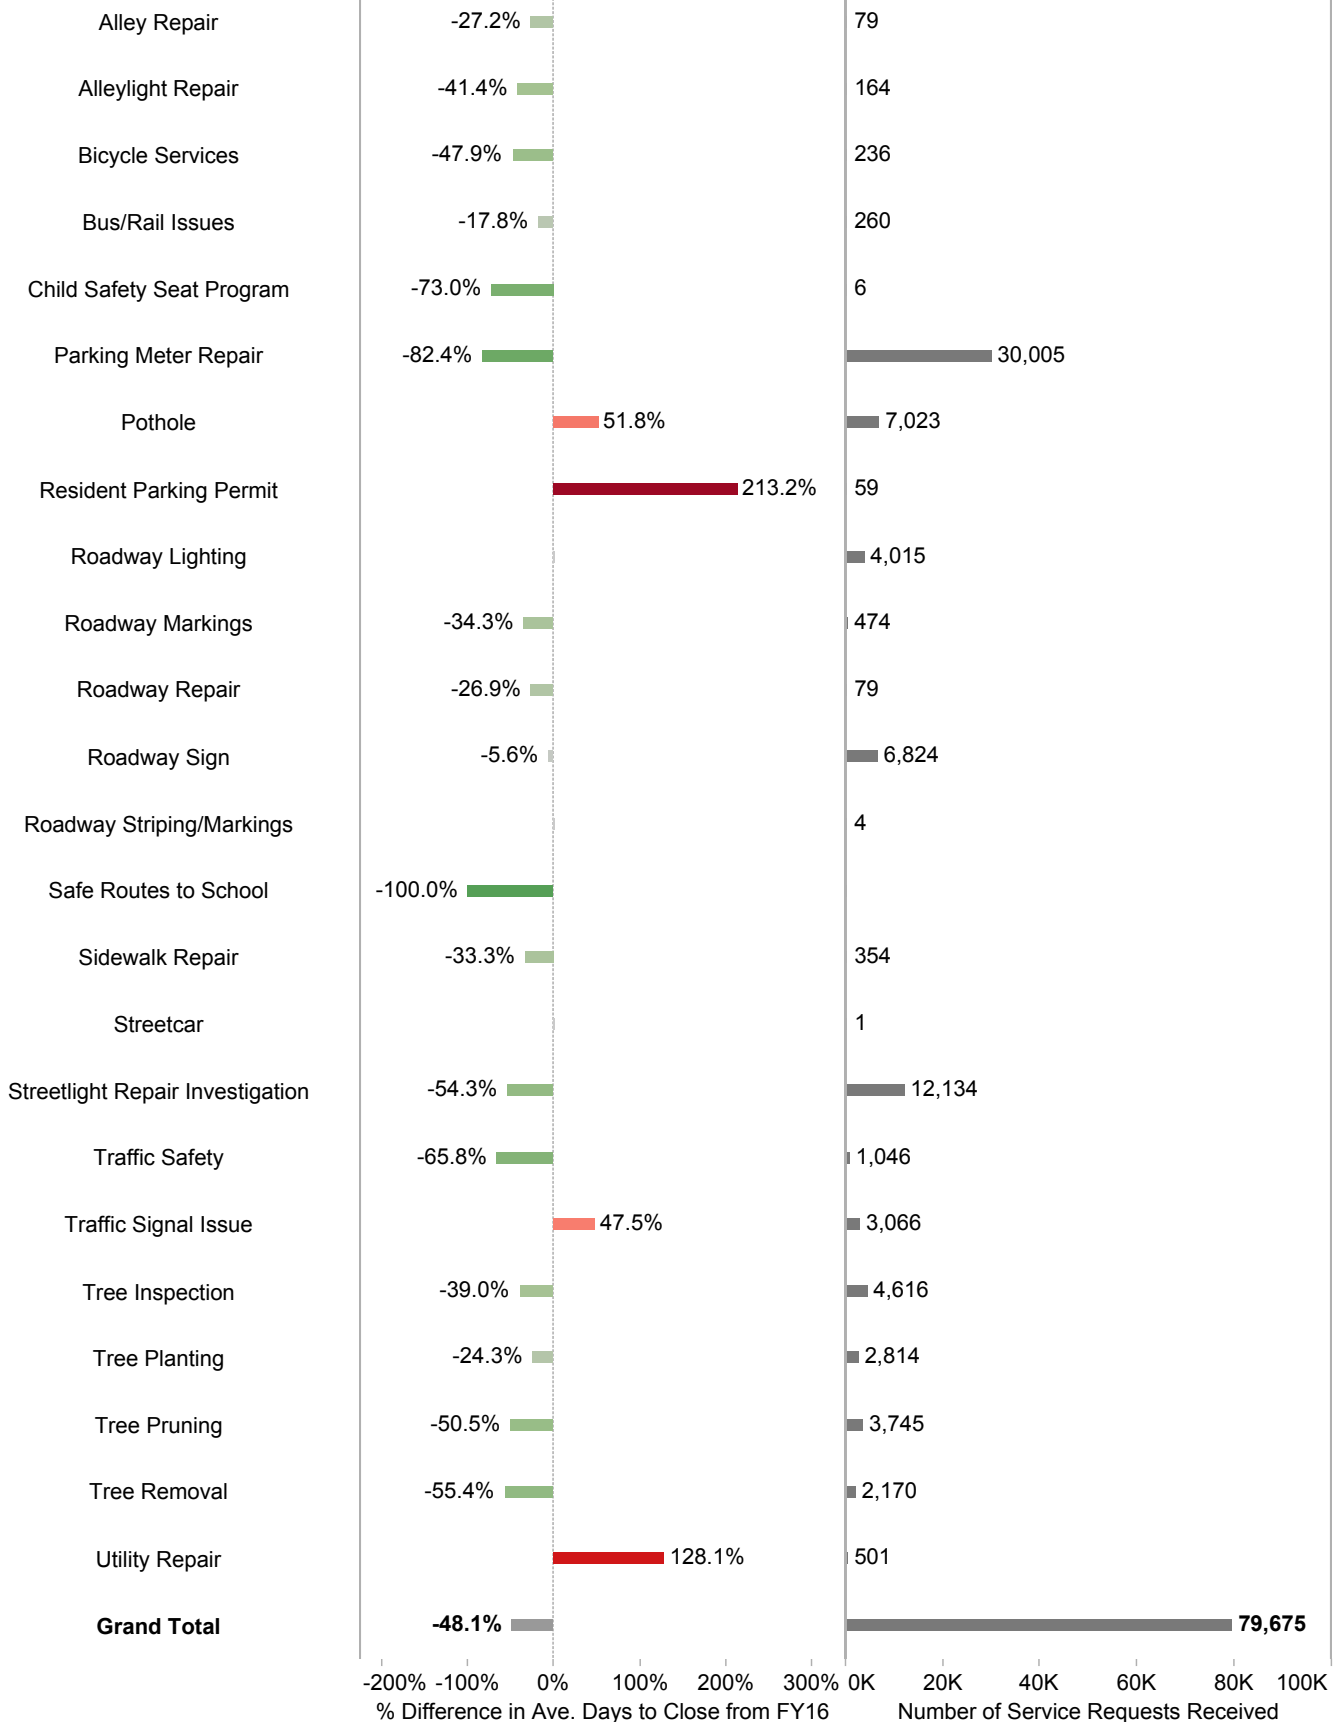 Alley Repair -27.2% 79
Alleylight Repair -41.4% 164
Bicycle Services -47.9% 236
Bus/Rail Issues -17.8% 260
Child Safety Seat Program -73.0% 6
Parking Meter Repair -82.4% 30,005
Pothole 51.8% 7,023
Resident Parking Permit 213.2% 59
Roadway Lighting 4,015
Roadway Markings -34.3% 474
Roadway Repair -26.9% 79
Roadway Sign -5.6% 6,824
Roadway Striping/Markings 4
Safe Routes to School -100.0%
Sidewalk Repair -33.3% 354
Streetcar 1
Streetlight Repair Investigation -54.3% 12,134
Traffic Safety -65.8% 1,046
Traffic Signal Issue 47.5% 3,066
Tree Inspection -39.0% 4,616
Tree Planting -24.3% 2,814
Tree Pruning -50.5% 3,745
Tree Removal -55.4% 2,170
Utility Repair 128.1% 501
Grand Total -48.1% 79,675
-200% -100% 0% 100% 200% 300% 0K 20K 40K 60K 80K 100K
% Difference in Ave. Days to Close from FY16 Number of Service Requests Received